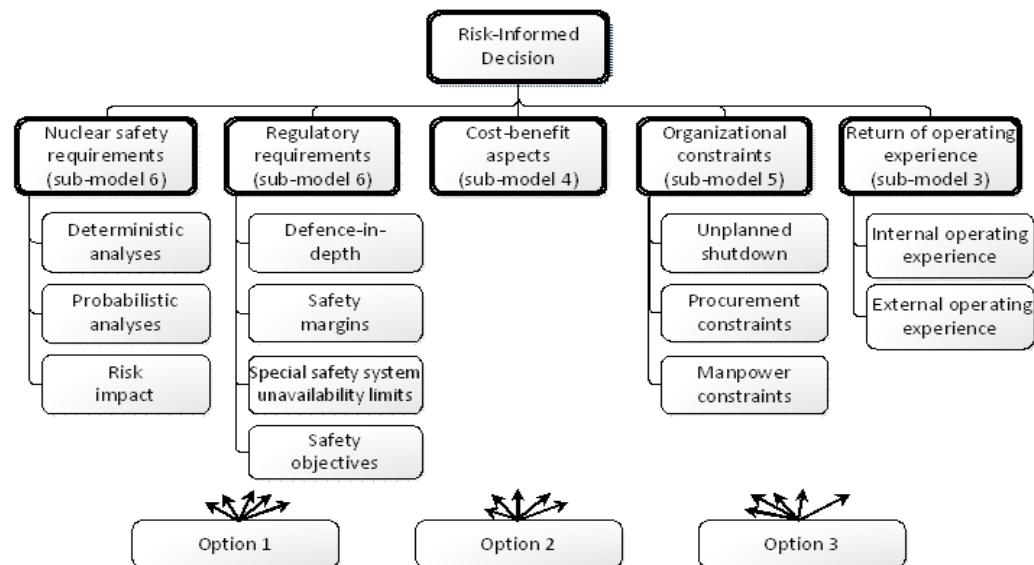 Risk-Informed
Decision
Nuclear safety
requirements
(sub-model 6)
Regulatory
requirements
(sub-model 6)
Cost-benefit
aspects
(sub-model 4)
Organizational
constraints
(sub-model 5)
Return of operating
experience
(sub-model 3)
Deterministic
analyses
Probabilistic
analyses
Risk
impact
Defence-in-
depth
Safety
margins
Special safety system
unavailability limits
Safety
objectives
Unplanned
shutdown
Procurement
constraints
Manpower
constraints
Internal operating
experience
External operating
experience
Option 1
Option 2
Option 3